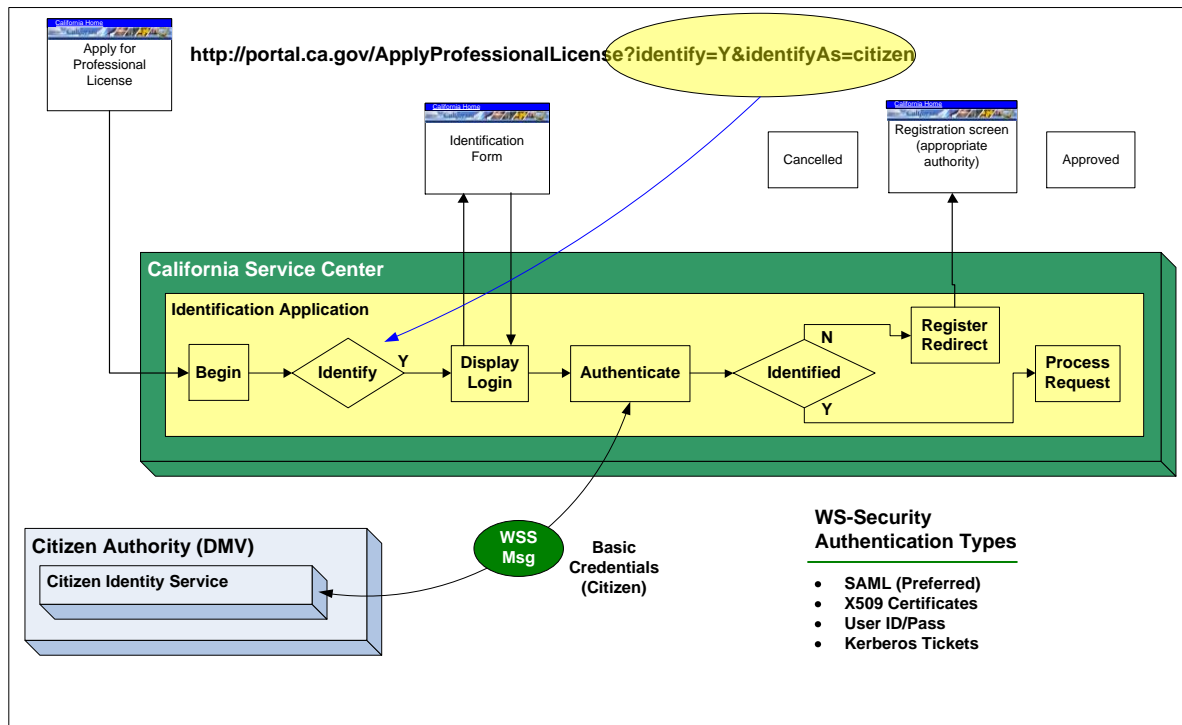 California Home
California
Apply for
Professional
License
http://portal.ca.gov/ApplyProfessionalLicense?identify=Y&identifyAs=citizen
California Home
California
Identification
Form
Cancelled
California Home
California
Registration screen
(appropriate
authority)
Approved
California Service Center
Identification Application
Begin
Identify
Y
Display
Login
Authenticate
Identified
N
Y
Register
Redirect
Process
Request
Citizen Authority (DMV)
Citizen Identity Service
WSS
Msg
Basic
Credentials
(Citizen)
WS-Security
Authentication Types
• SAML (Preferred)
• X509 Certificates
• User ID/Pass
• Kerberos Tickets